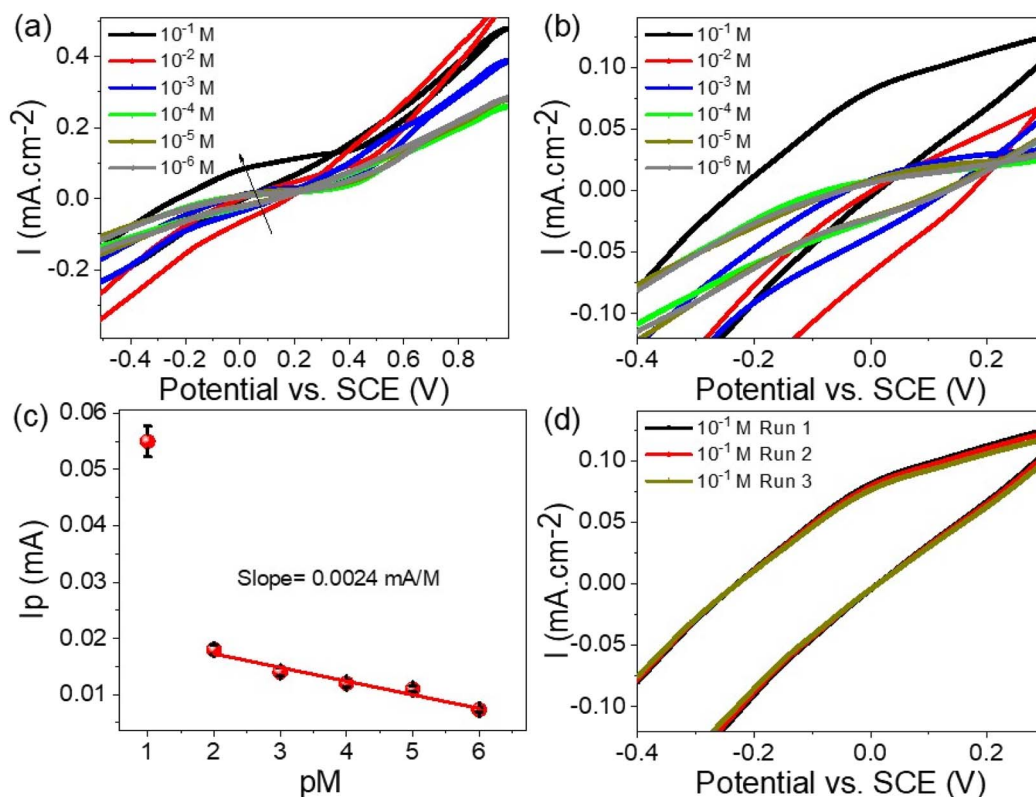 (a)
10⁻¹ M
10⁻² M
10⁻³ M
10⁻⁴ M
10⁻⁵ M
10⁻⁶ M
I (mA.cm-2)
0.4
0.2
0.0
-0.2
-0.4 -0.2 0.0 0.2 0.4 0.6 0.8
Potential vs. SCE (V)
(b)
10⁻¹ M
10⁻² M
10⁻³ M
10⁻⁴ M
10⁻⁵ M
10⁻⁶ M
I (mA.cm-2)
0.10
0.05
0.00
-0.05
-0.10
-0.4 -0.2 0.0 0.2
Potential vs. SCE (V)
(c)
Ip (mA)
0.06
0.05
0.04
0.03
0.02
0.01
Slope= 0.0024 mA/M
1 2 3 4 5 6
pM
(d)
10⁻¹ M Run 1
10⁻¹ M Run 2
10⁻¹ M Run 3
I (mA.cm-2)
0.10
0.05
0.00
-0.05
-0.10
-0.4 -0.2 0.0 0.2
Potential vs. SCE (V)